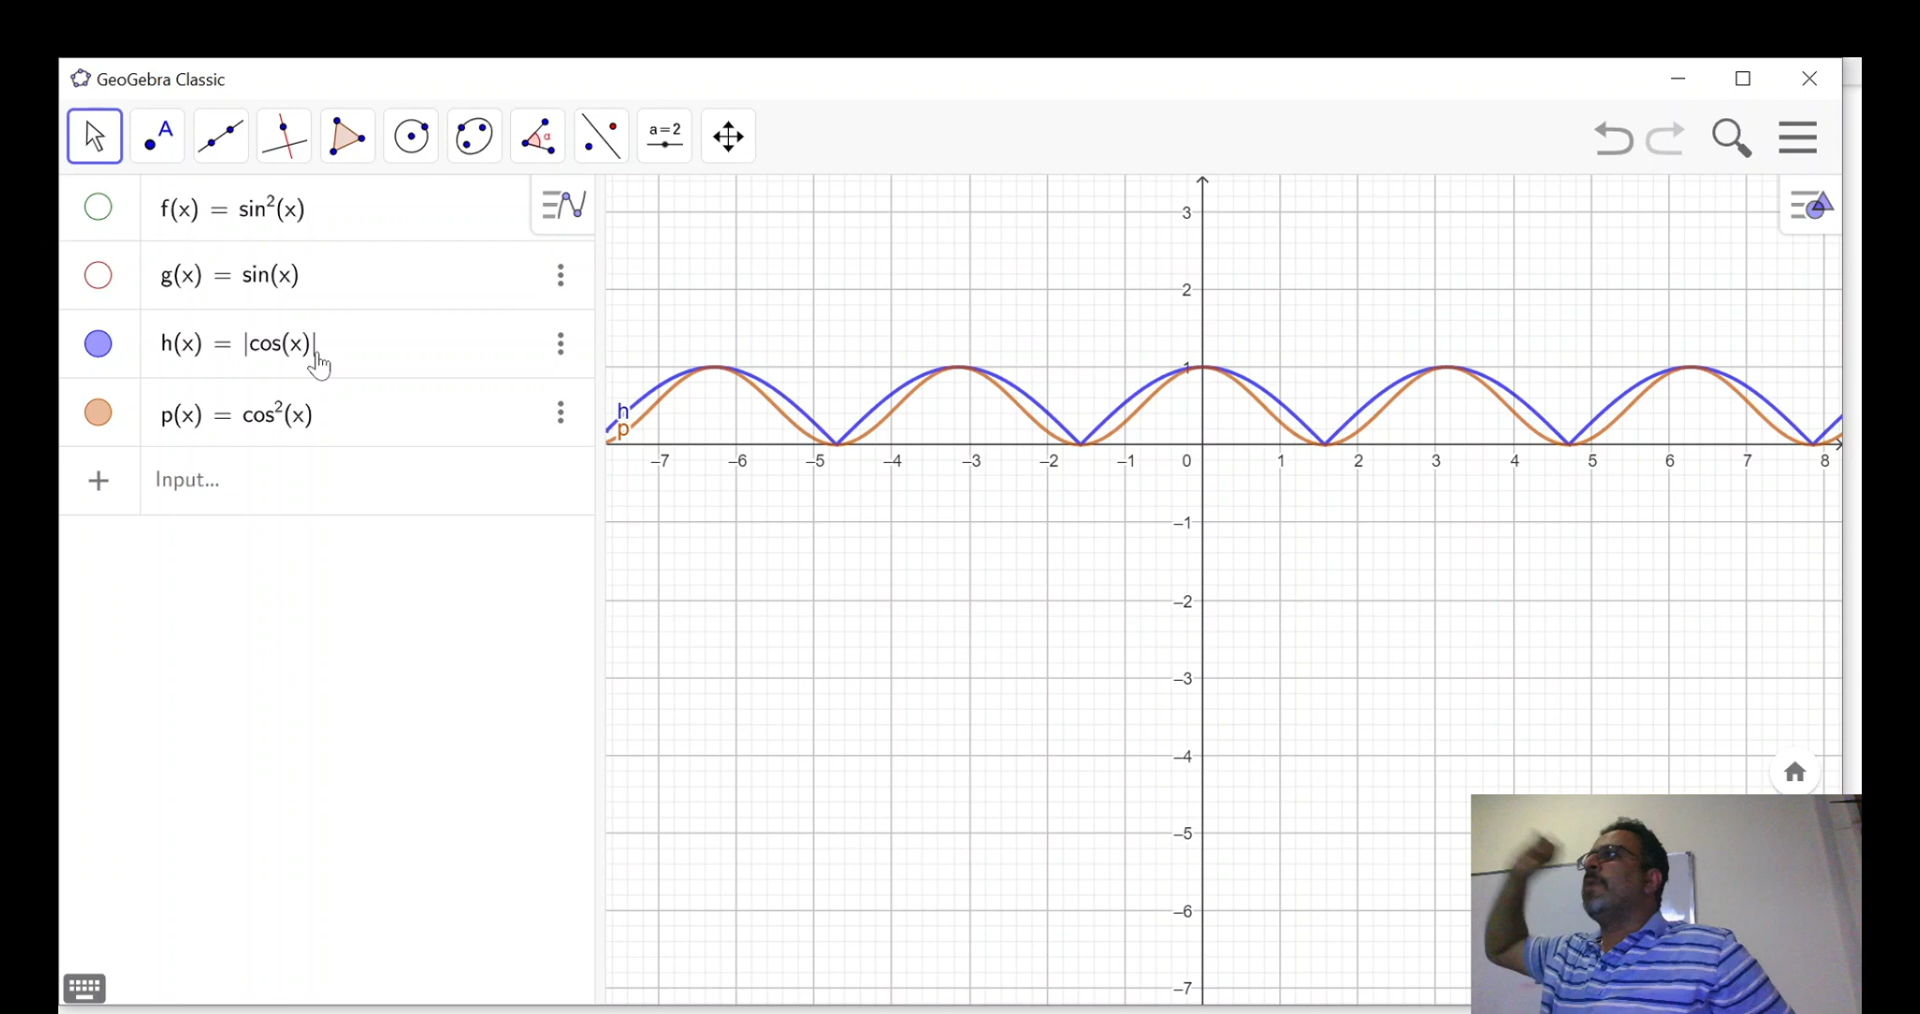 GeoGebra Classic
A
α
a=2
f(x) = sin²(x)
g(x) = sin(x)
h(x) = |cos(x)|
p(x) = cos²(x)
+ Input...
h
p
3
2
1
–7 –6 –5 –4 –3 –2 –1 0 1 2 3 4 5 6 7 8
–1
–2
–3
–4
–5
–6
–7